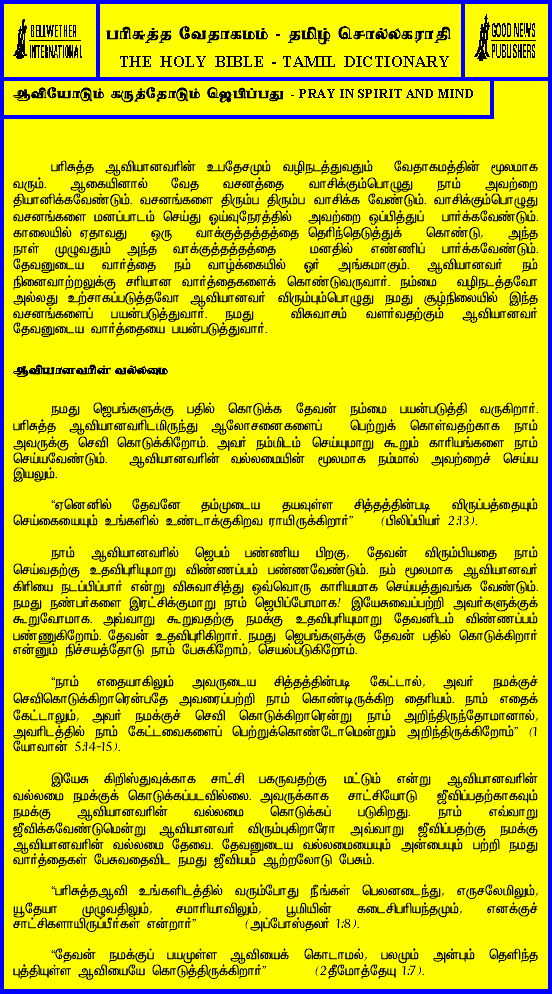 BELLWETHER
INTERNATIONAL
பரிசுத்த வேதாகமம் - தமிழ் சொல்லகராதி
THE HOLY BIBLE - TAMIL DICTIONARY
GOOD NEWS
PUBLISHERS
ஆவியோடும் கருத்தோடும் ஜெபிப்பது - PRAY IN SPIRIT AND MIND
பரிசுத்த ஆவியானவரின் உபதேசமும் வழிநடத்துவதும் வேதாகமத்தின் மூலமாக
வரும். ஆகையினால் வேத வசனத்தை வாசிக்கும்பொழுது நாம் அவற்றை
தியானிக்கவேண்டும். வசனங்களை திரும்ப திரும்ப வாசிக்க வேண்டும். வாசிக்கும்பொழுது
வசனங்களை மனப்பாடம் செய்து ஓய்வுநேரத்தில் அவற்றை ஒப்பித்துப் பார்க்கவேண்டும்.
காலையில் ஏதாவது ஒரு வாக்குத்தத்தத்தை தெரிந்தெடுத்துக் கொண்டு, அந்த
நாள் முழுவதும் அந்த வாக்குத்தத்தத்தை மனதில் எண்ணிப் பார்க்கவேண்டும்.
தேவனுடைய வார்த்தை நம் வாழ்க்கையில் ஓர் அங்கமாகும். ஆவியானவர் நம்
நினைவாற்றலுக்கு சரியான வார்த்தைகளைக் கொண்டுவருவார். நம்மை வழிநடத்தவோ
அல்லது உற்சாகப்படுத்தவோ ஆவியானவர் விரும்பும்பொழுது நமது சூழ்நிலையில் இந்த
வசனங்களைப் பயன்படுத்துவார். நமது விசுவாசம் வளர்வதற்கும் ஆவியானவர்
தேவனுடைய வார்த்தையை பயன்படுத்துவார்.
ஆவியானவரின் வல்லமை
நமது ஜெபங்களுக்கு பதில் கொடுக்க தேவன் நம்மை பயன்படுத்தி வருகிறார்.
பரிசுத்த ஆவியானவரிடமிருந்து ஆலோசனைகளைப் பெற்றுக் கொள்வதற்காக நாம்
அவருக்கு செவி கொடுக்கிறோம். அவர் நம்மிடம் செய்யுமாறு கூறும் காரியங்களை நாம்
செய்யவேண்டும். ஆவியானவரின் வல்லமையின் மூலமாக நம்மால் அவற்றைச் செய்ய
இயலும்.
“ஏனெனில் தேவனே தம்முடைய தயவுள்ள சித்தத்தின்படி விருப்பத்தையும்
செய்கையையும் உங்களில் உண்டாக்குகிறவ ராயிருக்கிறார்” (பிலிப்பியர் 2:13).
நாம் ஆவியானவரில் ஜெபம் பண்ணிய பிறகு, தேவன் விரும்பியதை நாம்
செய்வதற்கு உதவிபுரியுமாறு விண்ணப்பம் பண்ணவேண்டும். நம் மூலமாக ஆவியானவர்
கிரியை நடப்பிப்பார் என்று விசுவாசித்து ஒவ்வொரு காரியமாக செய்யத்துவங்க வேண்டும்.
நமது நண்பர்களை இரட்சிக்குமாறு நாம் ஜெபிப்போமாக! இயேசுவைப்பற்றி அவர்களுக்குக்
கூறுவோமாக. அவ்வாறு கூறுவதற்கு நமக்கு உதவிபுரியுமாறு தேவனிடம் விண்ணப்பம்
பண்ணுகிறோம். தேவன் உதவிபுரிகிறார். நமது ஜெபங்களுக்கு தேவன் பதில் கொடுக்கிறார்
என்னும் நிச்சயத்தோடு நாம் பேசுகிறோம், செயல்படுகிறோம்.
“நாம் எதையாகிலும் அவருடைய சித்தத்தின்படி கேட்டால், அவர் நமக்குச்
செவிகொடுக்கிறாரென்பதே அவரைப்பற்றி நாம் கொண்டிருக்கிற தைரியம். நாம் எதைக்
கேட்டாலும், அவர் நமக்குச் செவி கொடுக்கிறாரென்று நாம் அறிந்திருந்தோமானால்,
அவரிடத்தில் நாம் கேட்டவைகளைப் பெற்றுக்கொண்டோமென்றும் அறிந்திருக்கிறோம்” (1
யோவான் 5:14-15).
இயேசு கிறிஸ்துவுக்காக சாட்சி பகருவதற்கு மட்டும் என்று ஆவியானவரின்
வல்லமை நமக்குக் கொடுக்கப்படவில்லை. அவருக்காக சாட்சியோடு ஜீவிப்பதற்காகவும்
நமக்கு ஆவியானவரின் வல்லமை கொடுக்கப் படுகிறது. நாம் எவ்வாறு
ஜீவிக்கவேண்டுமென்று ஆவியானவர் விரும்புகிறாரோ அவ்வாறு ஜீவிப்பதற்கு நமக்கு
ஆவியானவரின் வல்லமை தேவை. தேவனுடைய வல்லமையையும் அன்பையும் பற்றி நமது
வார்த்தைகள் பேசுவதைவிட நமது ஜீவியம் ஆற்றலோடு பேசும்.
“பரிசுத்தஆவி உங்களிடத்தில் வரும்போது நீங்கள் பெலனடைந்து, எருசலேமிலும்,
யூதேயா முழுவதிலும், சமாரியாவிலும், பூமியின் கடைசிபரியந்தமும், எனக்குச்
சாட்சிகளாயிருப்பீர்கள் என்றார்” (அப்போஸ்தலர் 1:8).
“தேவன் நமக்குப் பயமுள்ள ஆவியைக் கொடாமல், பலமும் அன்பும் தெளிந்த
புத்தியுள்ள ஆவியையே கொடுத்திருக்கிறார்” (2தீமோத்தேயு 1:7).